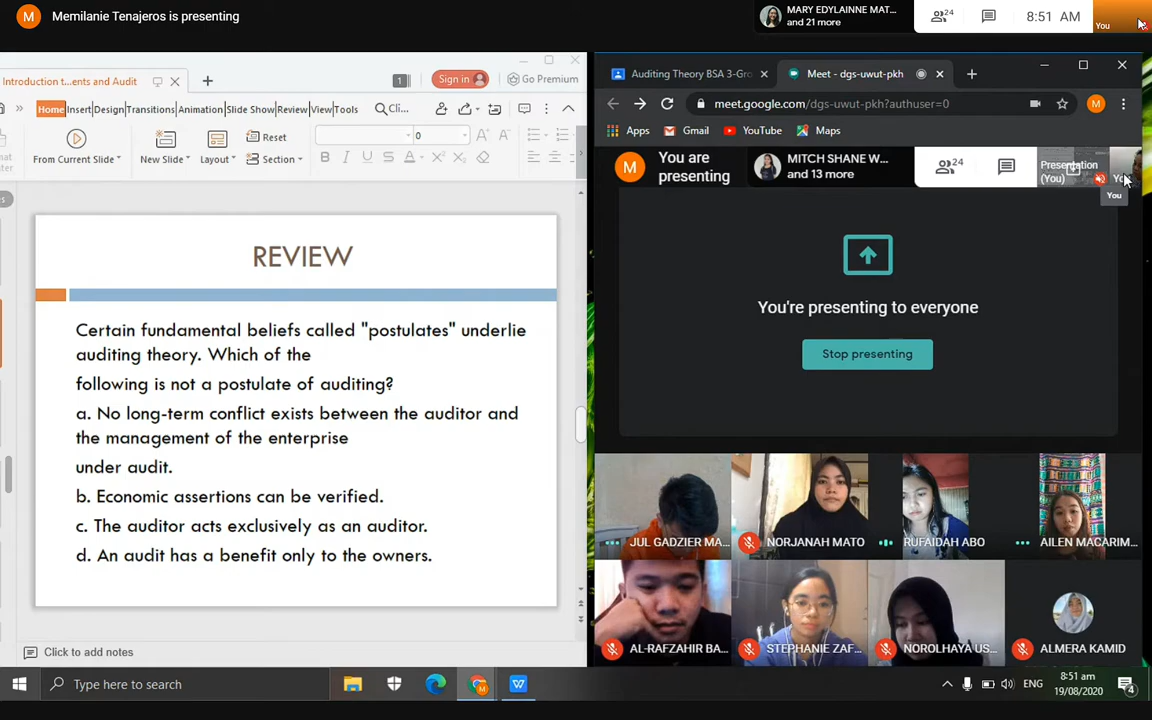 M Memilanie Tenajeros is presenting
MARY EDYLAINNE MAT...
and 21 more
24
8:51 AM
You
Introduction t...ents and Audit
1
Sign in
Go Premium
Home Insert Design Transitions Animation Slide Show Review View Tools
Cli...
From Current Slide
New Slide
Layout
Reset
Section
0
B I U S A X² X₂
REVIEW
Certain fundamental beliefs called "postulates" underlie
auditing theory. Which of the
following is not a postulate of auditing?
a. No long-term conflict exists between the auditor and
the management of the enterprise
under audit.
b. Economic assertions can be verified.
c. The auditor acts exclusively as an auditor.
d. An audit has a benefit only to the owners.
Click to add notes
Auditing Theory BSA 3-Gro
Meet - dgs-uwut-pkh
meet.google.com/dgs-uwut-pkh?authuser=0
M
Apps
Gmail
YouTube
Maps
M You are
presenting
MITCH SHANE W...
and 13 more
24
Presentation
(You)
You
You're presenting to everyone
Stop presenting
JUL GADZIER MA...
NORJANAH MATO
RUFAIDAH ABO
AILEN MACARIM...
AL-RAFZAHIR BA...
STEPHANIE ZAF...
NOROLHAYA US...
ALMERA KAMID
Type here to search
ENG
8:51 am
19/08/2020
4